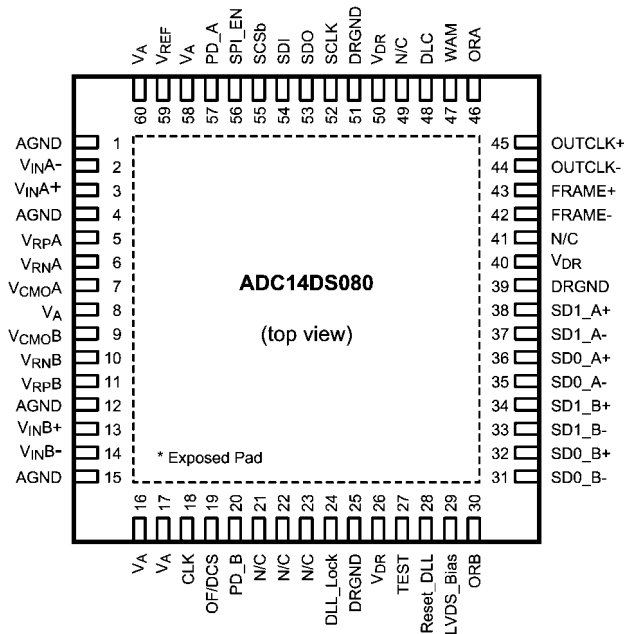 VA
VREF
VA
PD_A
SPI_EN
SCSb
SDI
SDO
SCLK
DRGND
VDR
N/C
DLC
WAM
ORA
60
59
58
57
56
55
54
53
52
51
50
49
48
47
46
AGND 1
VINA- 2
VINA+ 3
AGND 4
VRPA 5
VRNA 6
VCMOA 7
VA 8
VCMOB 9
VRNB 10
VRPB 11
AGND 12
VINB+ 13
VINB- 14
AGND 15
ADC14DS080
(top view)
* Exposed Pad
45 OUTCLK+
44 OUTCLK-
43 FRAME+
42 FRAME-
41 N/C
40 VDR
39 DRGND
38 SD1_A+
37 SD1_A-
36 SD0_A+
35 SD0_A-
34 SD1_B+
33 SD1_B-
32 SD0_B+
31 SD0_B-
16
17
18
19
20
21
22
23
24
25
26
27
28
29
30
VA
VA
CLK
OF/DCS
PD_B
N/C
N/C
N/C
DLL_Lock
DRGND
VDR
TEST
Reset_DLL
LVDS_Bias
ORB